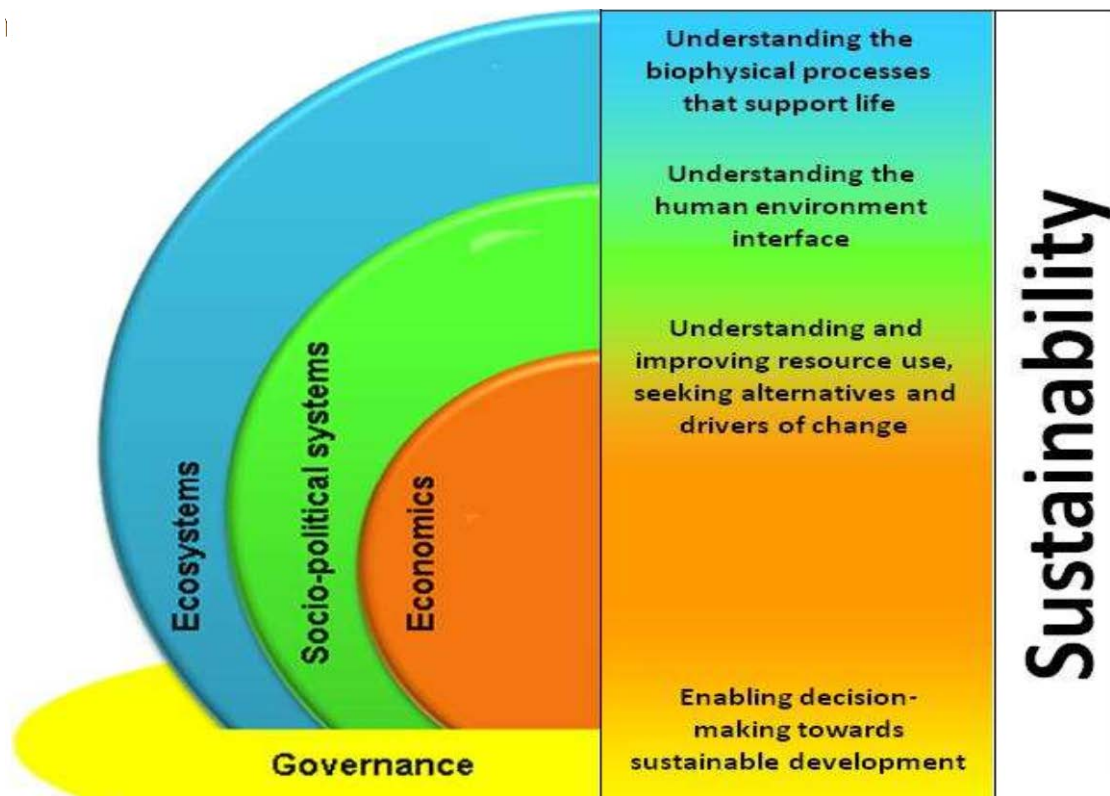 Understanding the
biophysical processes
that support life
Understanding the
human environment
interface
Understanding and
improving resource use,
seeking alternatives and
drivers of change
Enabling decision-
making towards
sustainable development
Ecosystems
Socio-political systems
Economics
Governance
Sustainability